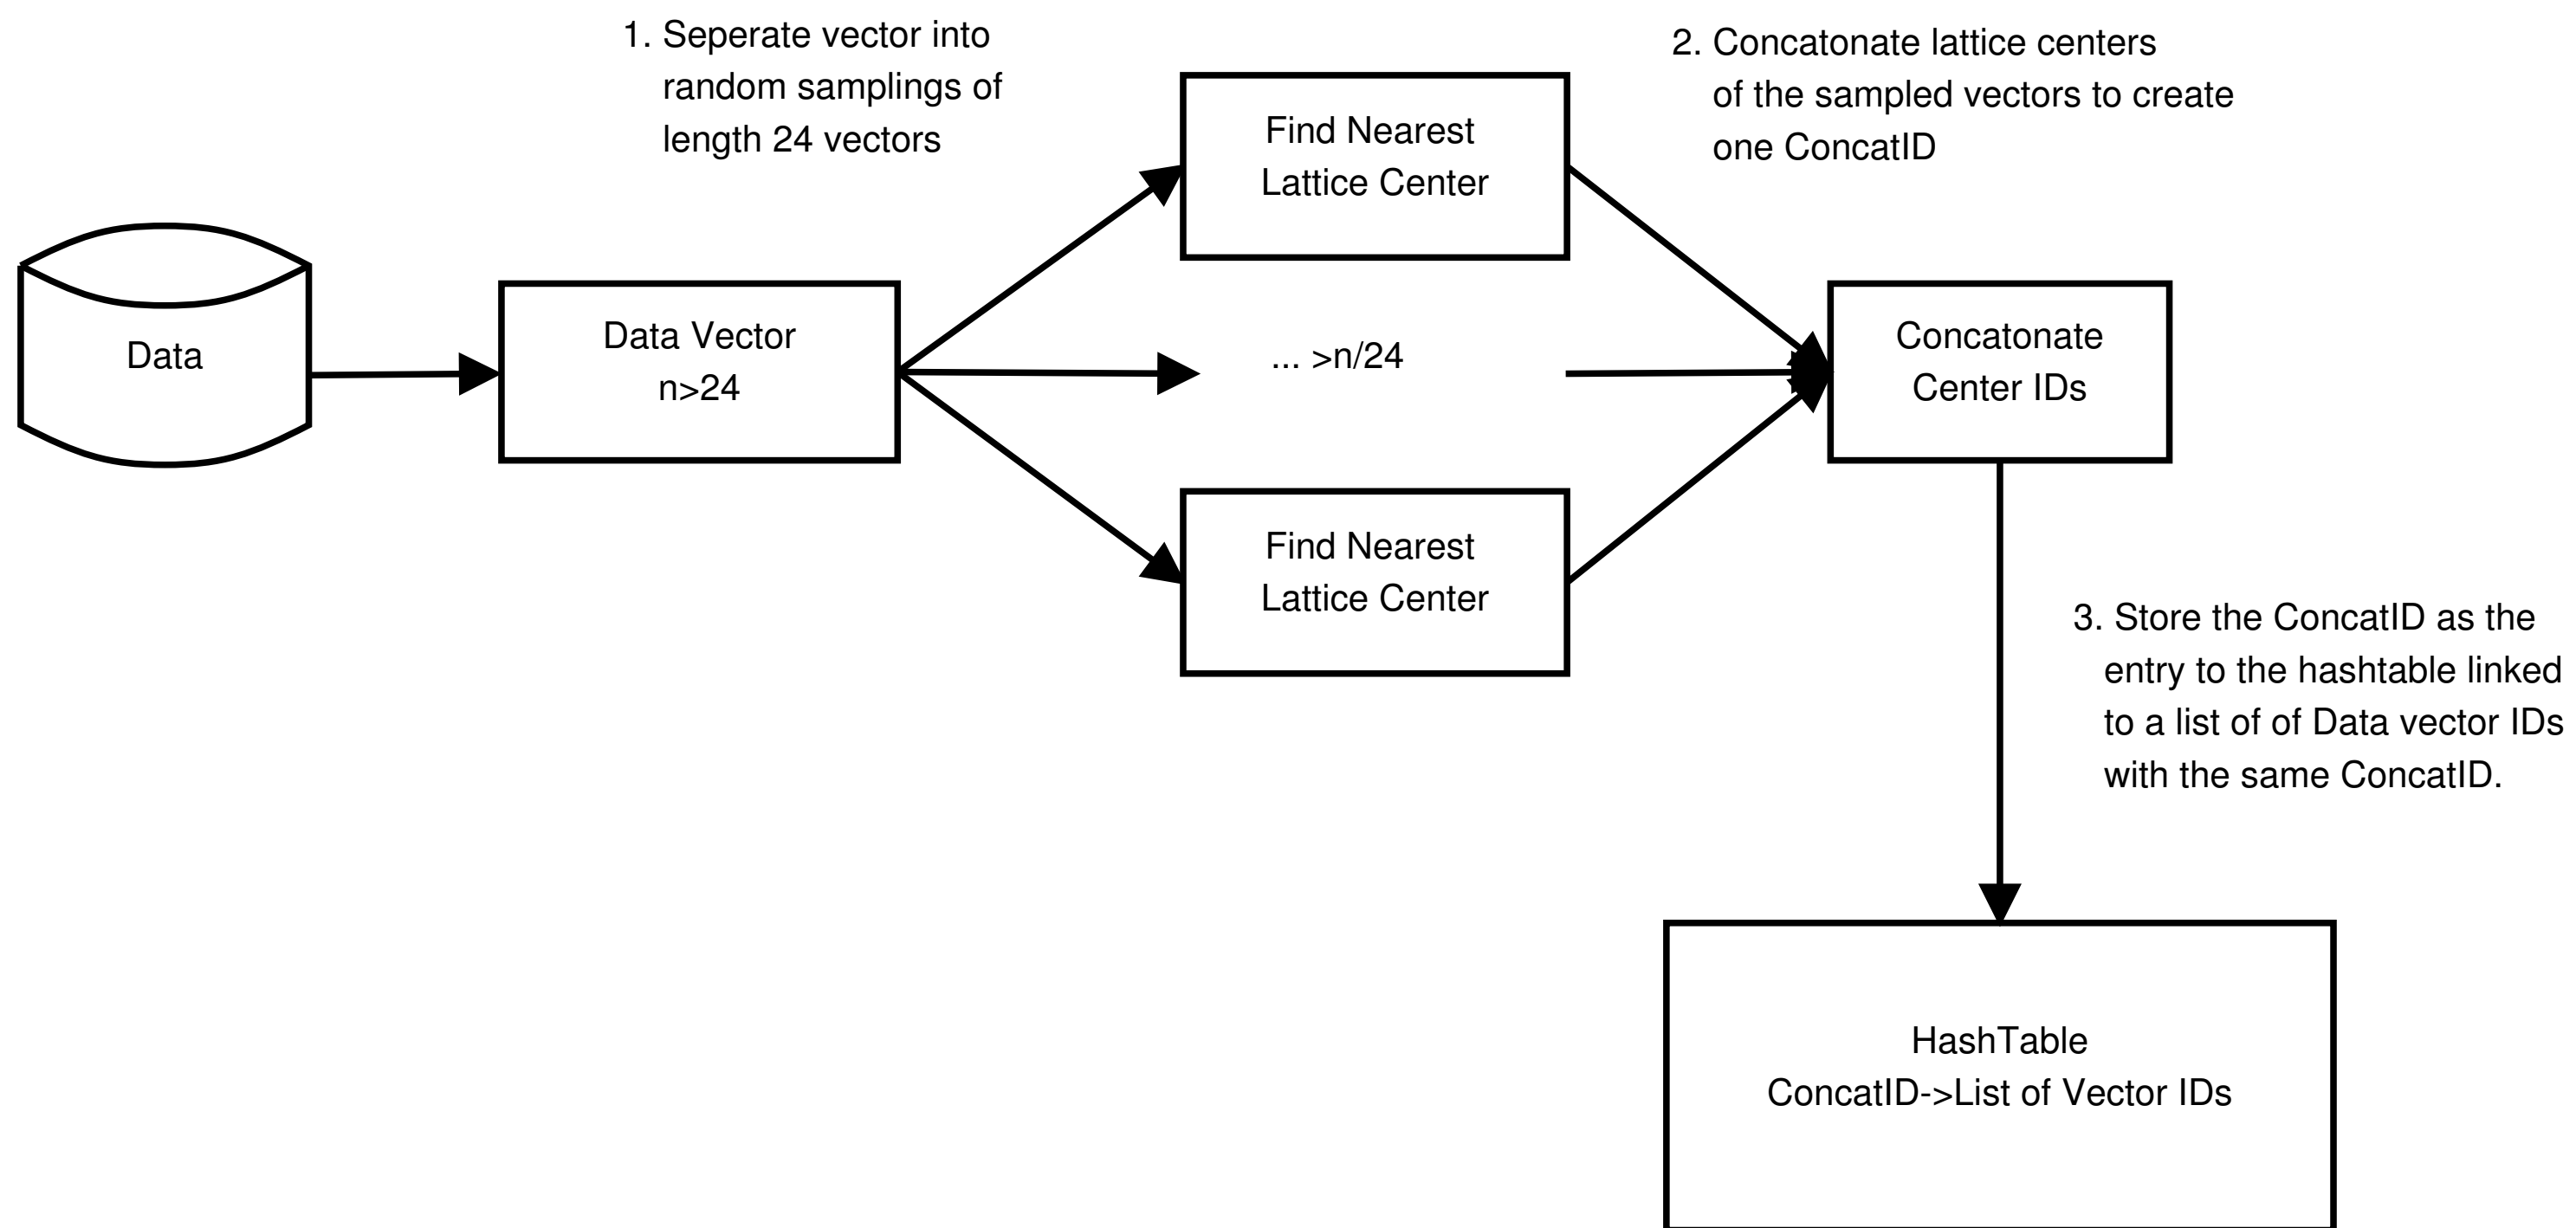 1. Seperate vector into
random samplings of
length 24 vectors
2. Concatonate lattice centers
of the sampled vectors to create
one ConcatID
Data
Data Vector
n>24
Find Nearest
Lattice Center
... >n/24
Find Nearest
Lattice Center
Concatonate
Center IDs
3. Store the ConcatID as the
entry to the hashtable linked
to a list of of Data vector IDs
with the same ConcatID.
HashTable
ConcatID->List of Vector IDs